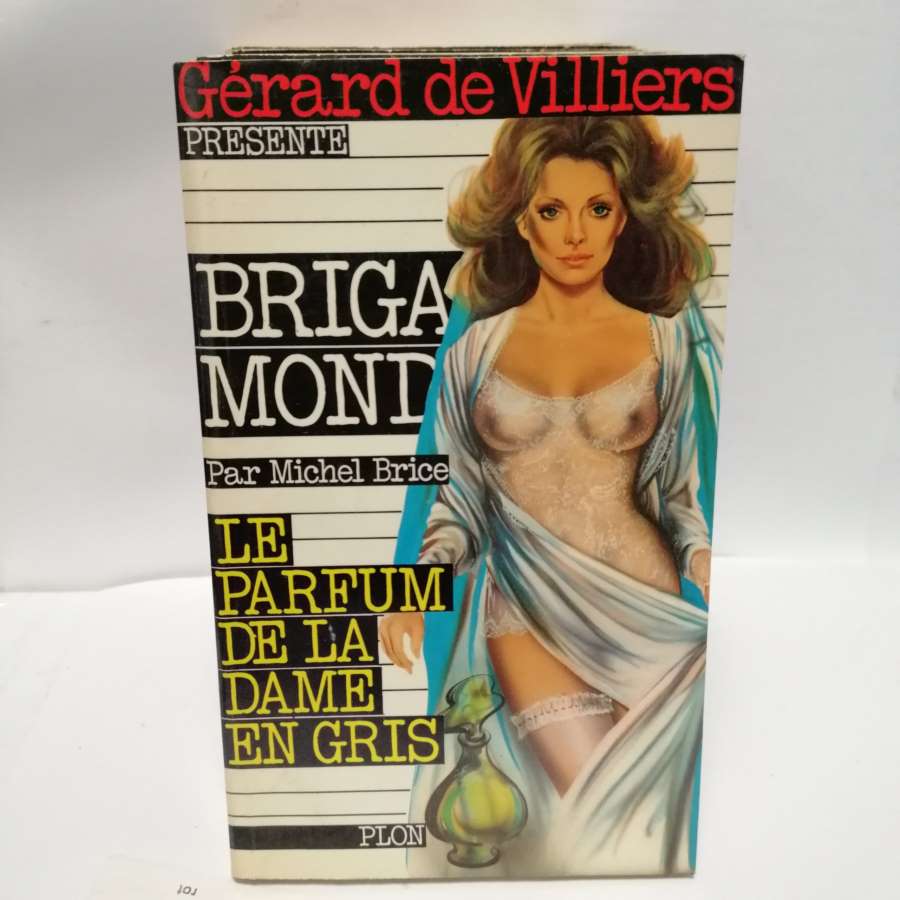 Gérard de Villiers
PRESENTE
BRIGA
MOND
Par Michel Brice
LE
PARFUM
DE LA
DAME
EN GRIS
PLON